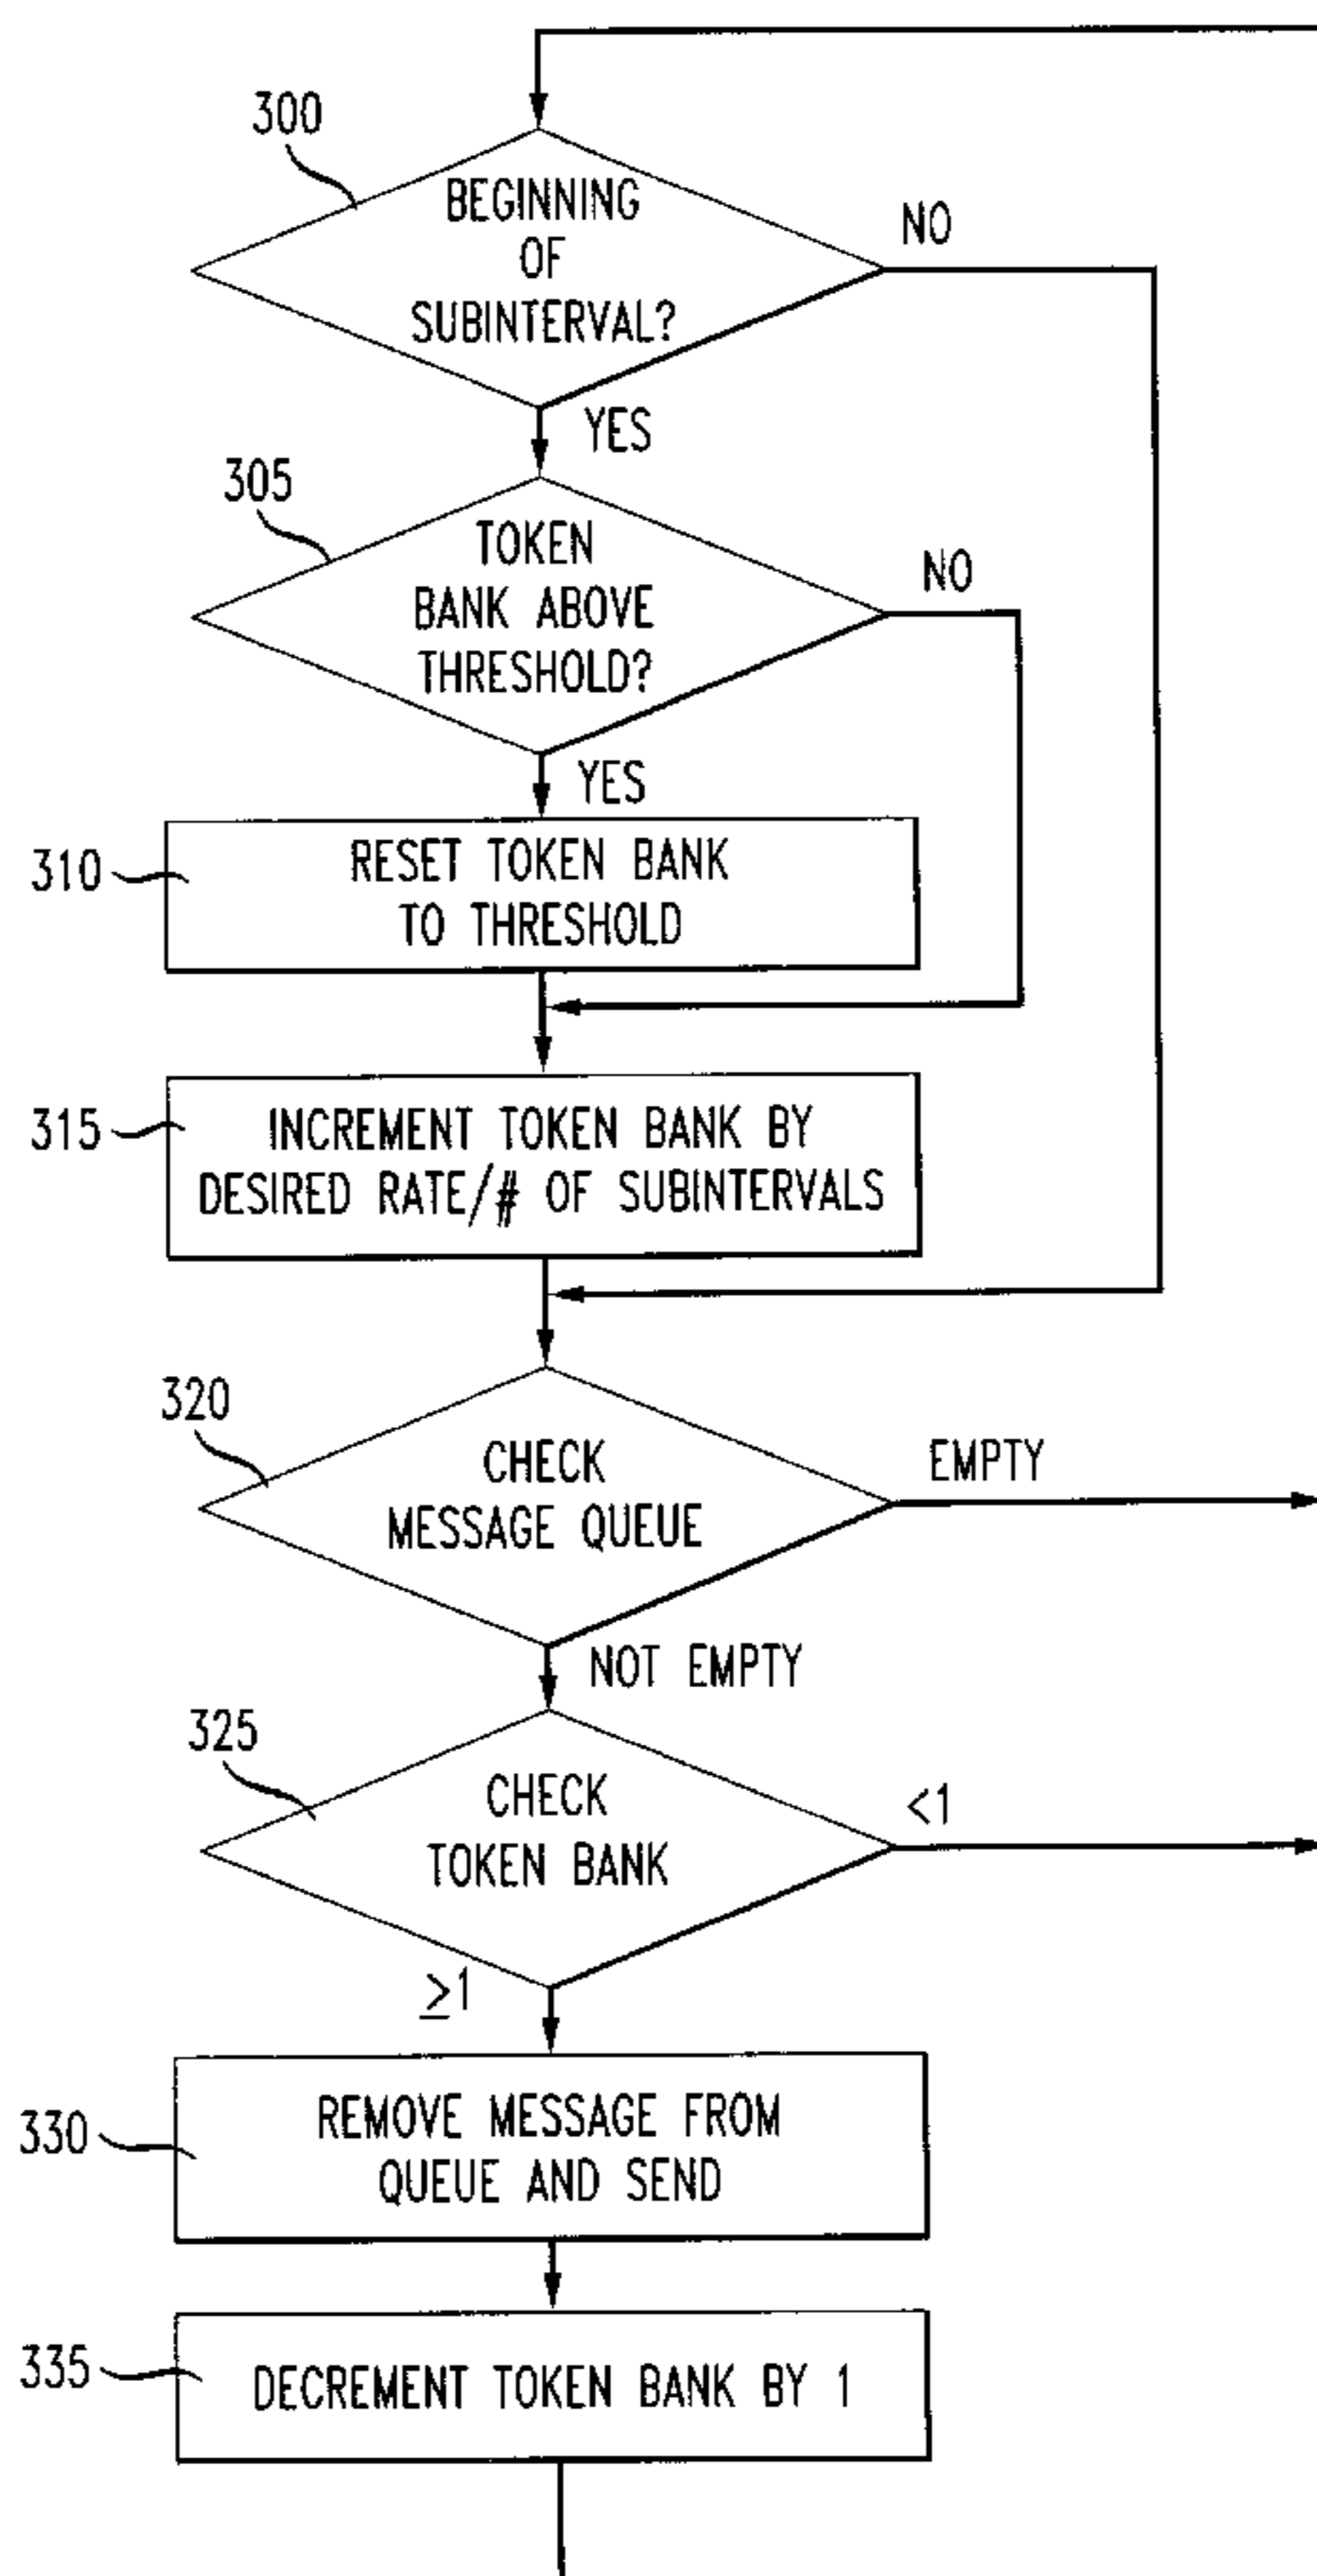 300
BEGINNING
OF
SUBINTERVAL?
NO
YES
305
TOKEN
BANK ABOVE
THRESHOLD?
NO
YES
310
RESET TOKEN BANK
TO THRESHOLD
315
INCREMENT TOKEN BANK BY
DESIRED RATE/# OF SUBINTERVALS
320
CHECK
MESSAGE QUEUE
EMPTY
NOT EMPTY
325
CHECK
TOKEN BANK
<1
≥1
330
REMOVE MESSAGE FROM
QUEUE AND SEND
335
DECREMENT TOKEN BANK BY 1